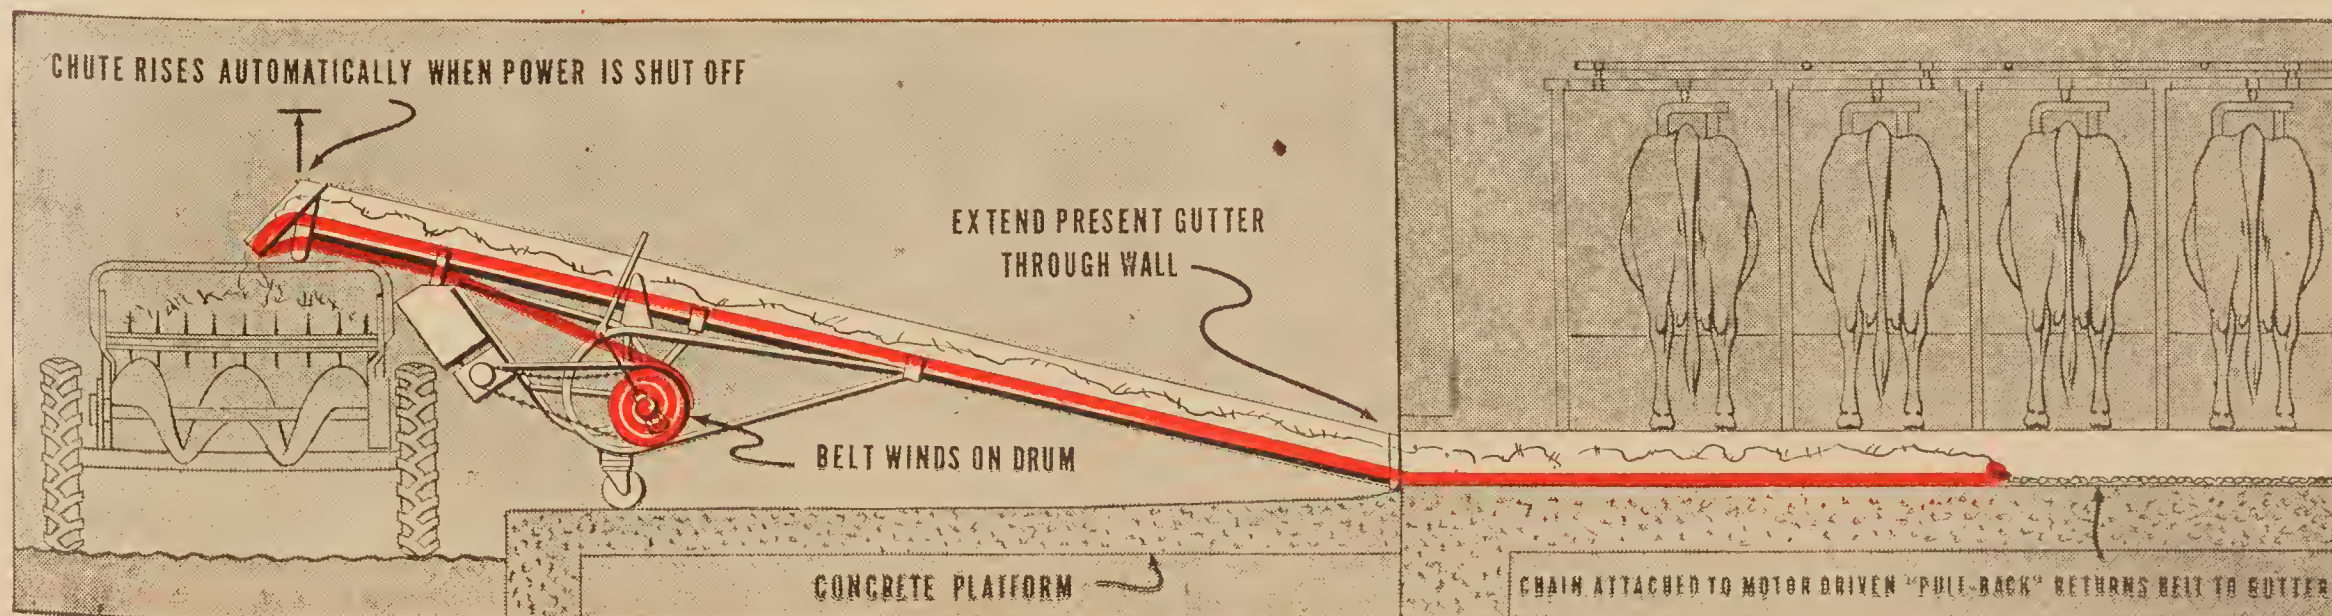 CHUTE RISES AUTOMATICALLY WHEN POWER IS SHUT OFF
EXTEND PRESENT GUTTER
THROUGH WALL
BELT WINDS ON DRUM
CONCRETE PLATFORM
CHAIN ATTACHED TO MOTOR DRIVEN "PULL-BACK" RETURNS BELT TO GUTTER